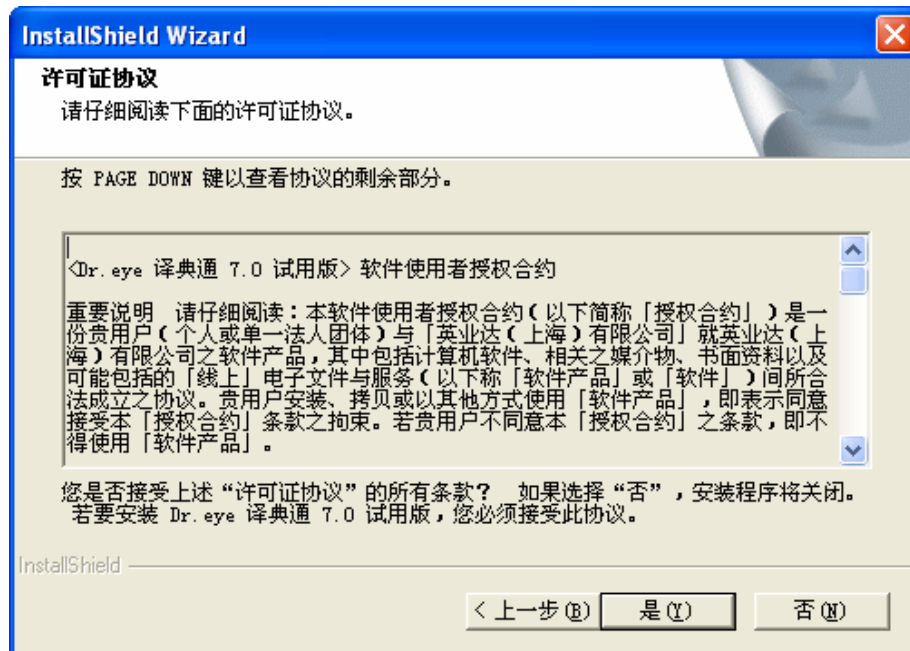 InstallShield Wizard
许可证协议
请仔细阅读下面的许可证协议。
按 PAGE DOWN 键以查看协议的剩余部分。
<Dr.eye 译典通 7.0 试用版> 软件使用者授权合约
重要说明　请仔细阅读：本软件使用者授权合约（以下简称「授权合约」）是一
份贵用户（个人或单一法人团体）与「英业达（上海）有限公司」就英业达（上
海）有限公司之软件产品，其中包括计算机软件、相关之媒介物、书面资料以及
可能包括的「线上」电子文件与服务（以下称「软件产品」或「软件」）间所合
法成立之协议。贵用户安装、拷贝或以其他方式使用「软件产品」，即表示同意
接受本「授权合约」条款之拘束。若贵用户不同意本「授权合约」之条款，即不
得使用「软件产品」。
您是否接受上述“许可证协议”的所有条款？ 如果选择“否”，安装程序将关闭。
若要安装 Dr.eye 译典通 7.0 试用版，您必须接受此协议。
InstallShield
< 上一步(B) 是(Y) 否(N)